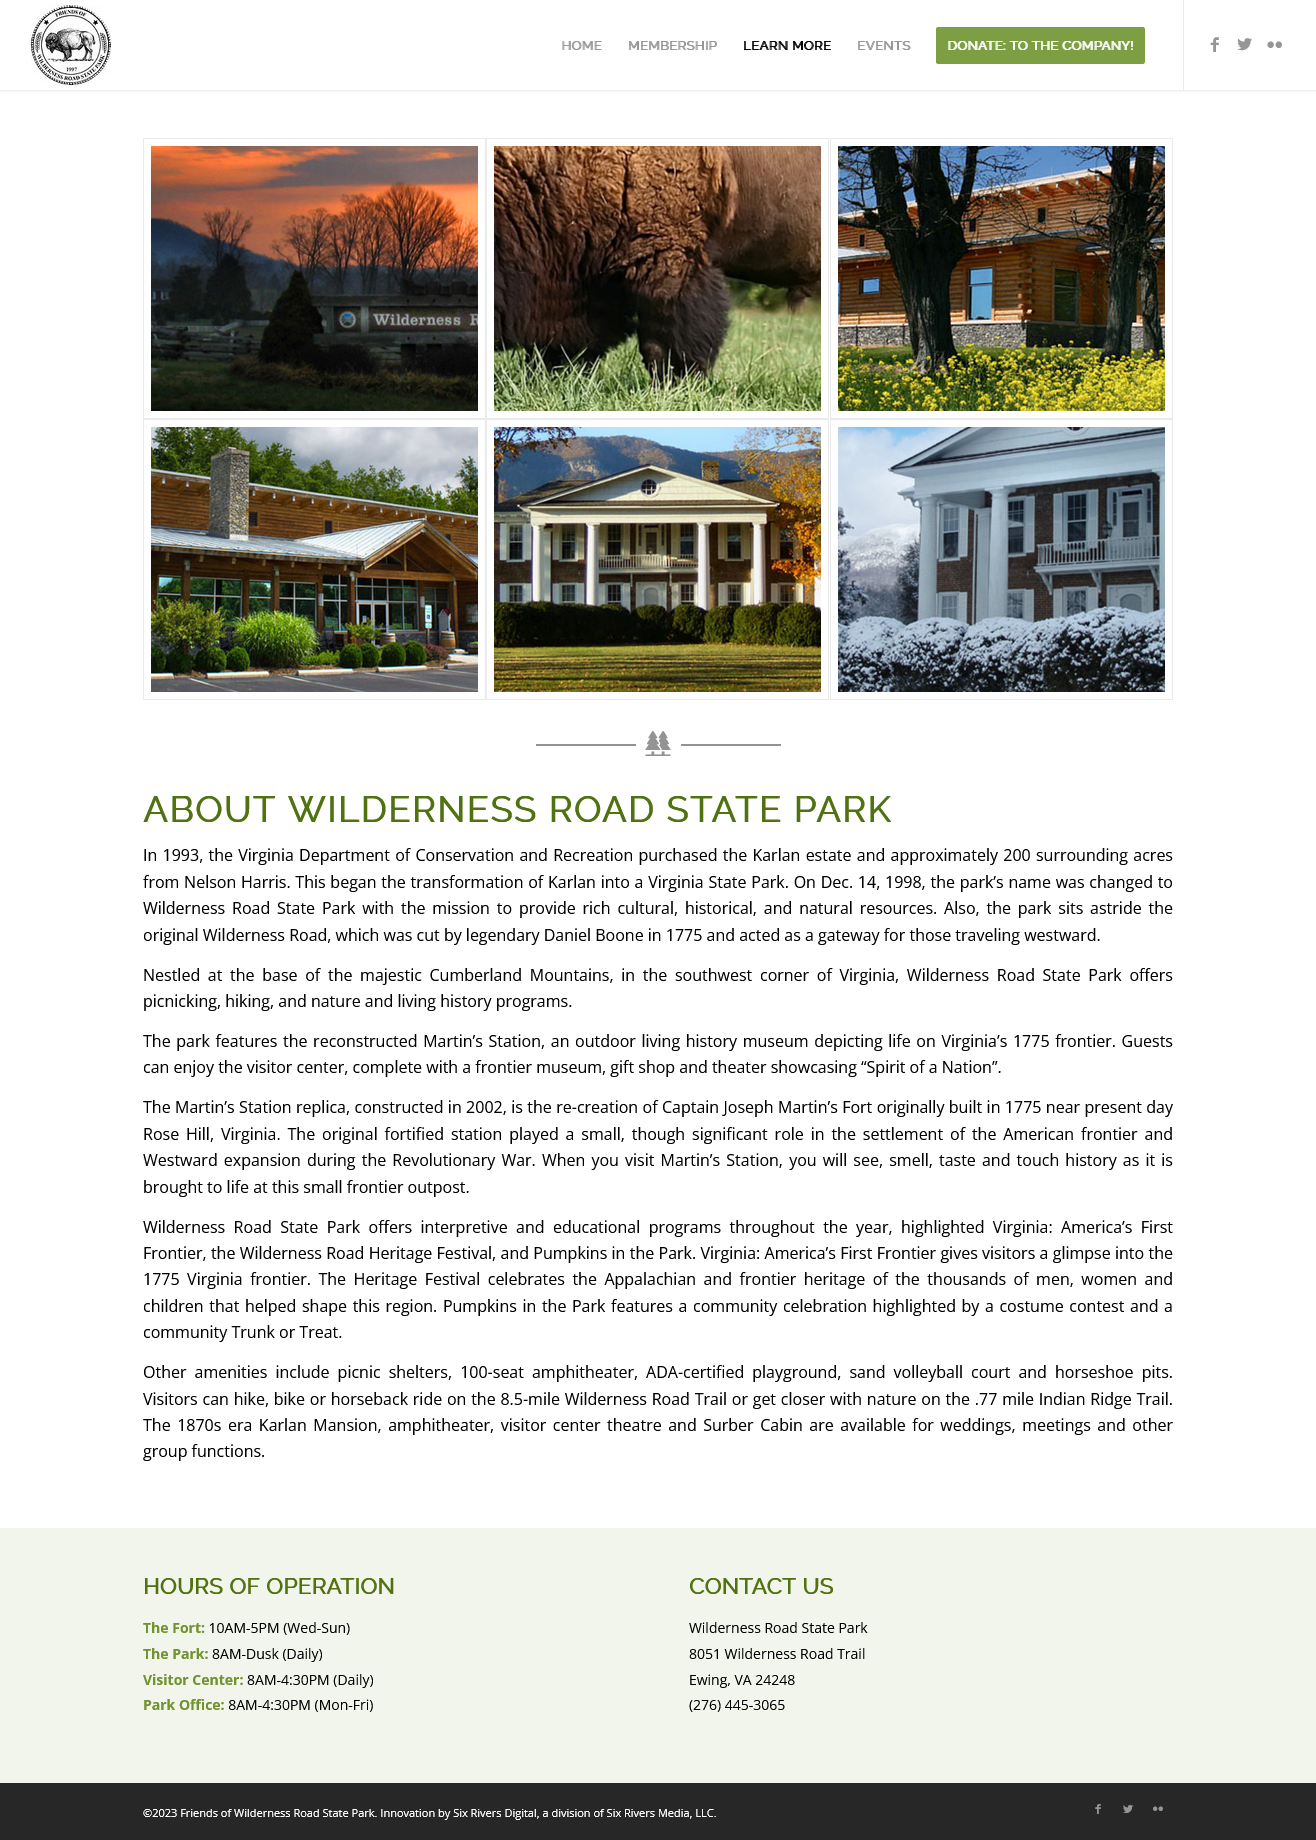 FRIENDS OF
WILDERNESS ROAD STATE PARK
1997
HOME
MEMBERSHIP
LEARN MORE
EVENTS
DONATE: TO THE COMPANY!
Wilderness R
ABOUT WILDERNESS ROAD STATE PARK
In 1993, the Virginia Department of Conservation and Recreation purchased the Karlan estate and approximately 200 surrounding acres
from Nelson Harris. This began the transformation of Karlan into a Virginia State Park. On Dec. 14, 1998, the park’s name was changed to
Wilderness Road State Park with the mission to provide rich cultural, historical, and natural resources. Also, the park sits astride the
original Wilderness Road, which was cut by legendary Daniel Boone in 1775 and acted as a gateway for those traveling westward.
Nestled at the base of the majestic Cumberland Mountains, in the southwest corner of Virginia, Wilderness Road State Park offers
picnicking, hiking, and nature and living history programs.
The park features the reconstructed Martin’s Station, an outdoor living history museum depicting life on Virginia’s 1775 frontier. Guests
can enjoy the visitor center, complete with a frontier museum, gift shop and theater showcasing “Spirit of a Nation”.
The Martin’s Station replica, constructed in 2002, is the re-creation of Captain Joseph Martin’s Fort originally built in 1775 near present day
Rose Hill, Virginia. The original fortified station played a small, though significant role in the settlement of the American frontier and
Westward expansion during the Revolutionary War. When you visit Martin’s Station, you will see, smell, taste and touch history as it is
brought to life at this small frontier outpost.
Wilderness Road State Park offers interpretive and educational programs throughout the year, highlighted Virginia: America’s First
Frontier, the Wilderness Road Heritage Festival, and Pumpkins in the Park. Virginia: America’s First Frontier gives visitors a glimpse into the
1775 Virginia frontier. The Heritage Festival celebrates the Appalachian and frontier heritage of the thousands of men, women and
children that helped shape this region. Pumpkins in the Park features a community celebration highlighted by a costume contest and a
community Trunk or Treat.
Other amenities include picnic shelters, 100-seat amphitheater, ADA-certified playground, sand volleyball court and horseshoe pits.
Visitors can hike, bike or horseback ride on the 8.5-mile Wilderness Road Trail or get closer with nature on the .77 mile Indian Ridge Trail.
The 1870s era Karlan Mansion, amphitheater, visitor center theatre and Surber Cabin are available for weddings, meetings and other
group functions.
HOURS OF OPERATION
The Fort: 10AM-5PM (Wed-Sun)
The Park: 8AM-Dusk (Daily)
Visitor Center: 8AM-4:30PM (Daily)
Park Office: 8AM-4:30PM (Mon-Fri)
CONTACT US
Wilderness Road State Park
8051 Wilderness Road Trail
Ewing, VA 24248
(276) 445-3065
©2023 Friends of Wilderness Road State Park. Innovation by Six Rivers Digital, a division of Six Rivers Media, LLC.